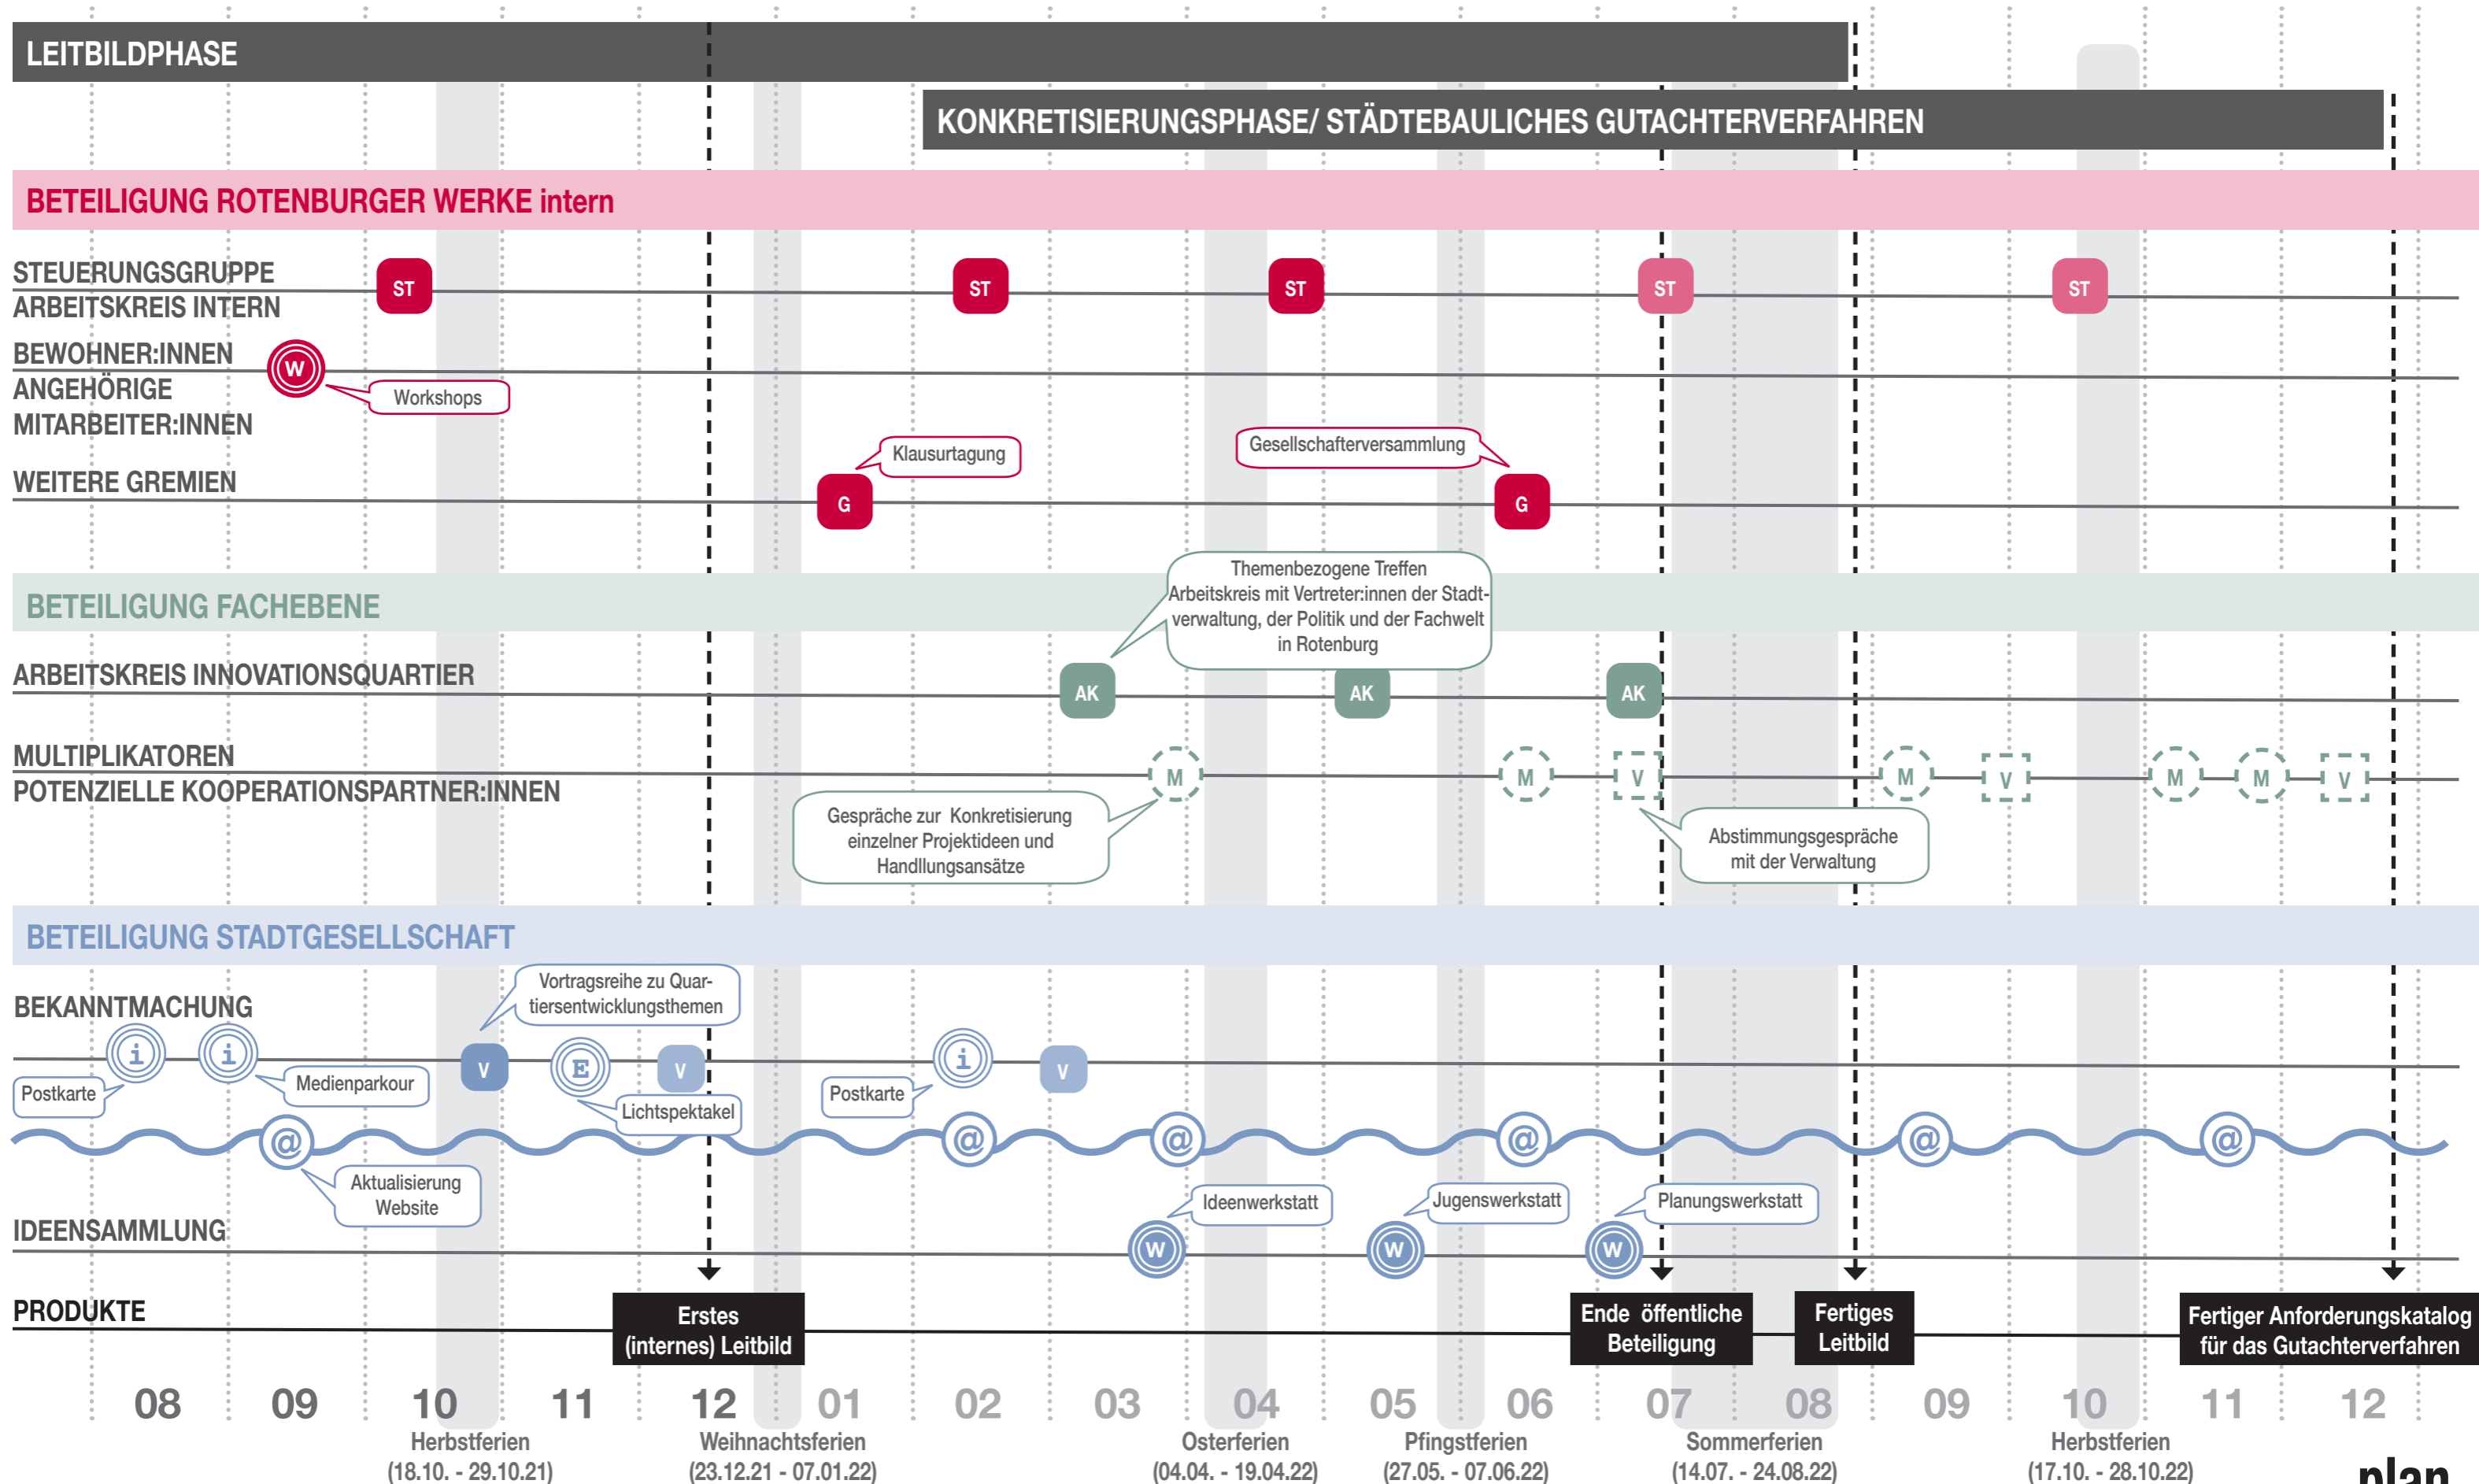 LEITBILDPHASE
KONKRETISIERUNGSPHASE/ STÄDTEBAULICHES GUTACHTERVERFAHREN
BETEILIGUNG ROTENBURGER WERKE intern
STEUERUNGSGRUPPE
ARBEITSKREIS INTERN
ST ST ST ST ST
BEWOHNER:INNEN
ANGEHÖRIGE
MITARBEITER:INNEN
W
Workshops
WEITERE GREMIEN
Klausurtagung
Gesellschafterversammlung
G G
BETEILIGUNG FACHEBENE
Themenbezogene Treffen
Arbeitskreis mit Vertreter:innen der Stadt-
verwaltung, der Politik und der Fachwelt
in Rotenburg
ARBEITSKREIS INNOVATIONSQUARTIER
AK AK AK
MULTIPLIKATOREN
POTENZIELLE KOOPERATIONSPARTNER:INNEN
M M V M V M M V
Gespräche zur Konkretisierung
einzelner Projektideen und
Handllungsansätze
Abstimmungsgespräche
mit der Verwaltung
BETEILIGUNG STADTGESELLSCHAFT
Vortragsreihe zu Quar-
tiersentwicklungsthemen
BEKANNTMACHUNG
i i V E V i V
Postkarte
Medienparkour
Lichtspektakel
Postkarte
@ @ @ @ @ @
Aktualisierung
Website
Ideenwerkstatt
Jugenswerkstatt
Planungswerkstatt
IDEENSAMMLUNG
W W W
PRODUKTE
Erstes
(internes) Leitbild
Ende öffentliche
Beteiligung
Fertiges
Leitbild
Fertiger Anforderungskatalog
für das Gutachterverfahren
08 09 10 11 12 01 02 03 04 05 06 07 08 09 10 11 12
Herbstferien
(18.10. - 29.10.21)
Weihnachtsferien
(23.12.21 - 07.01.22)
Osterferien
(04.04. - 19.04.22)
Pfingstferien
(27.05. - 07.06.22)
Sommerferien
(14.07. - 24.08.22)
Herbstferien
(17.10. - 28.10.22)
plan